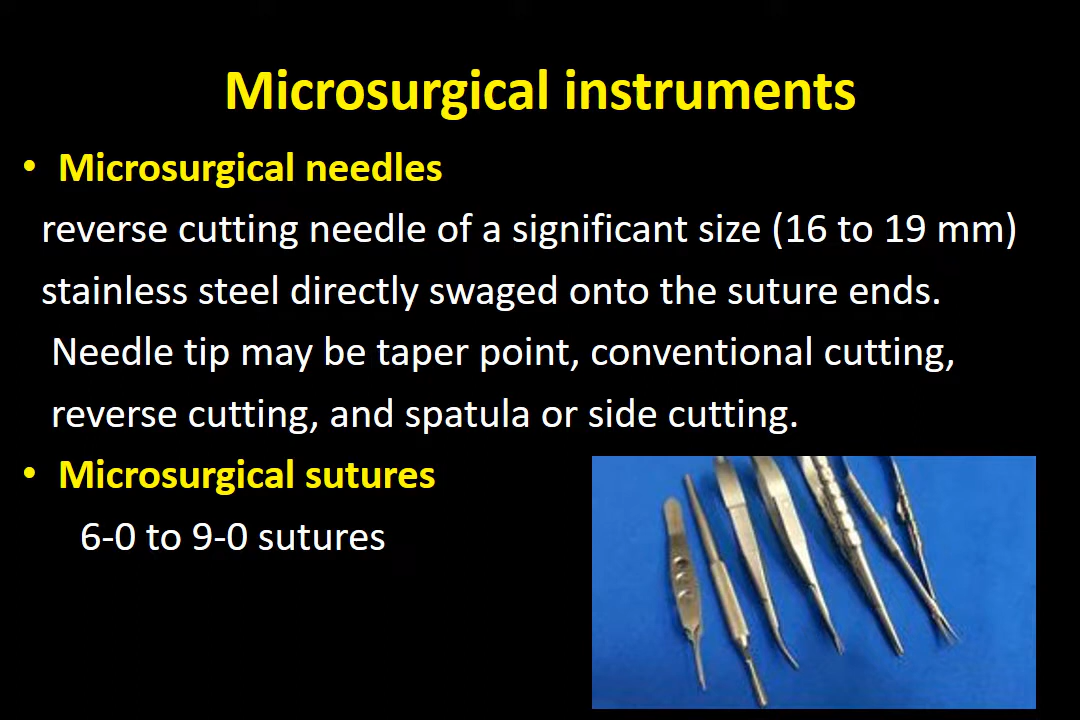 Microsurgical instruments
• Microsurgical needles
reverse cutting needle of a significant size (16 to 19 mm)
stainless steel directly swaged onto the suture ends.
Needle tip may be taper point, conventional cutting,
reverse cutting, and spatula or side cutting.
• Microsurgical sutures
6-0 to 9-0 sutures